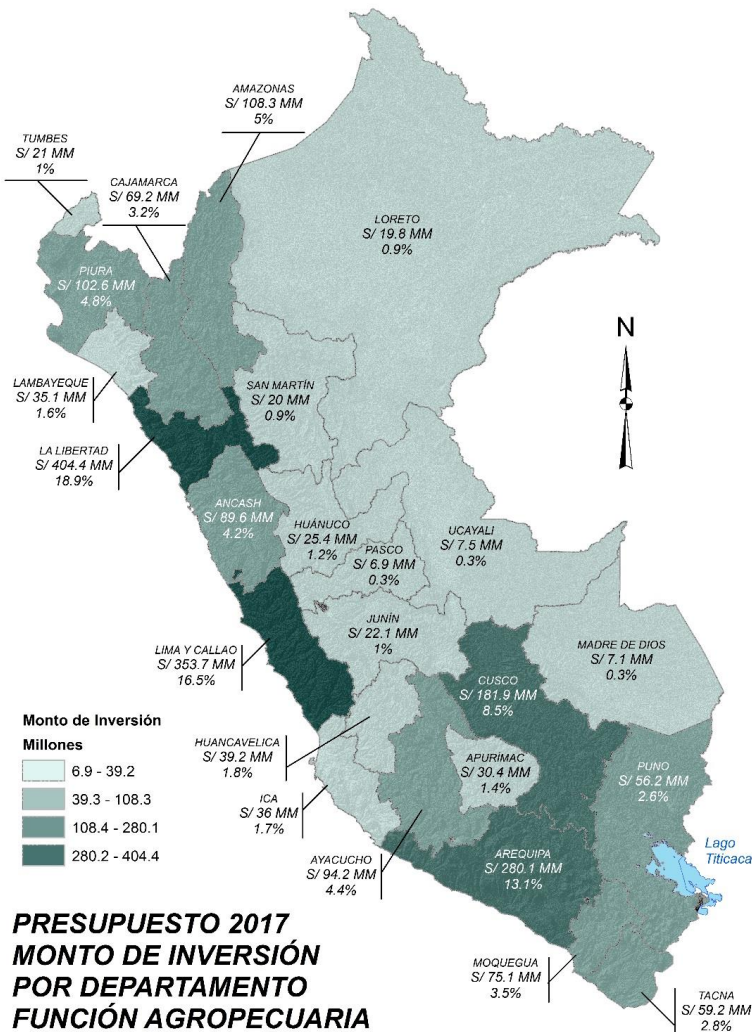 AMAZONAS
S/ 108.3 MM
5%
TUMBES
S/ 21 MM
1%
CAJAMARCA
S/ 69.2 MM
3.2%
LORETO
S/ 19.8 MM
0.9%
PIURA
S/ 102.6 MM
4.8%
N
LAMBAYEQUE
S/ 35.1 MM
1.6%
SAN MARTÍN
S/ 20 MM
0.9%
LA LIBERTAD
S/ 404.4 MM
18.9%
ANCASH
S/ 89.6 MM
4.2%
HUÁNUCO
S/ 25.4 MM
1.2%
PASCO
S/ 6.9 MM
0.3%
UCAYALI
S/ 7.5 MM
0.3%
JUNÍN
S/ 22.1 MM
1%
LIMA Y CALLAO
S/ 353.7 MM
16.5%
MADRE DE DIOS
S/ 7.1 MM
0.3%
CUSCO
S/ 181.9 MM
8.5%
HUANCAVELICA
S/ 39.2 MM
1.8%
APURÍMAC
S/ 30.4 MM
1.4%
PUNO
S/ 56.2 MM
2.6%
ICA
S/ 36 MM
1.7%
AYACUCHO
S/ 94.2 MM
4.4%
AREQUIPA
S/ 280.1 MM
13.1%
Lago
Titicaca
MOQUEGUA
S/ 75.1 MM
3.5%
TACNA
S/ 59.2 MM
2.8%
Monto de Inversión
Millones
6.9 - 39.2
39.3 - 108.3
108.4 - 280.1
280.2 - 404.4
PRESUPUESTO 2017
MONTO DE INVERSIÓN
POR DEPARTAMENTO
FUNCIÓN AGROPECUARIA